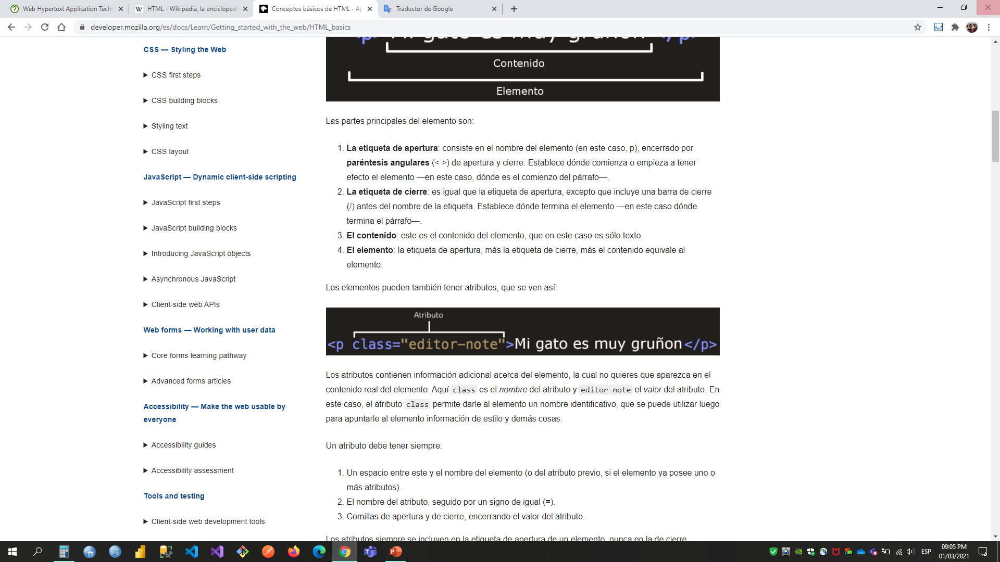 Web Hypertext Application Techn
HTML - Wikipedia, la enciclopedi
Conceptos básicos de HTML - Ap
Traductor de Google
developer.mozilla.org/es/docs/Learn/Getting_started_with_the_web/HTML_basics
CSS — Styling the Web
CSS first steps
CSS building blocks
Styling text
CSS layout
JavaScript — Dynamic client-side scripting
JavaScript first steps
JavaScript building blocks
Introducing JavaScript objects
Asynchronous JavaScript
Client-side web APIs
Web forms — Working with user data
Core forms learning pathway
Advanced forms articles
Accessibility — Make the web usable by
everyone
Accessibility guides
Accessibility assessment
Tools and testing
Client-side web development tools
<p> Mi gato es muy gruñon </p>
Contenido
Elemento
Las partes principales del elemento son:
1. La etiqueta de apertura: consiste en el nombre del elemento (en este caso, p), encerrado por
paréntesis angulares (< >) de apertura y cierre. Establece dónde comienza o empieza a tener
efecto el elemento —en este caso, dónde es el comienzo del párrafo—.
2. La etiqueta de cierre: es igual que la etiqueta de apertura, excepto que incluye una barra de cierre
(/) antes del nombre de la etiqueta. Establece dónde termina el elemento —en este caso dónde
termina el párrafo—.
3. El contenido: este es el contenido del elemento, que en este caso es sólo texto.
4. El elemento: la etiqueta de apertura, más la etiqueta de cierre, más el contenido equivale al
elemento.
Los elementos pueden también tener atributos, que se ven así:
Atributo
<p class="editor-note">Mi gato es muy gruñon</p>
Los atributos contienen información adicional acerca del elemento, la cual no quieres que aparezca en el
contenido real del elemento. Aquí class es el nombre del atributo y editor-note el valor del atributo. En
este caso, el atributo class permite darle al elemento un nombre identificativo, que se puede utilizar luego
para apuntarle al elemento información de estilo y demás cosas.
Un atributo debe tener siempre:
1. Un espacio entre este y el nombre del elemento (o del atributo previo, si el elemento ya posee uno o
más atributos).
2. El nombre del atributo, seguido por un signo de igual (=).
3. Comillas de apertura y de cierre, encerrando el valor del atributo.
Los atributos siempre se incluyen en la etiqueta de apertura de un elemento, nunca en la de cierre
ESP
09:05 PM
01/03/2021